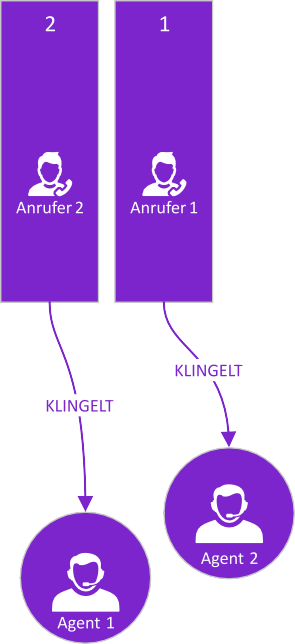 2
1
Anrufer 2
Anrufer 1
KLINGELT
KLINGELT
Agent 2
Agent 1